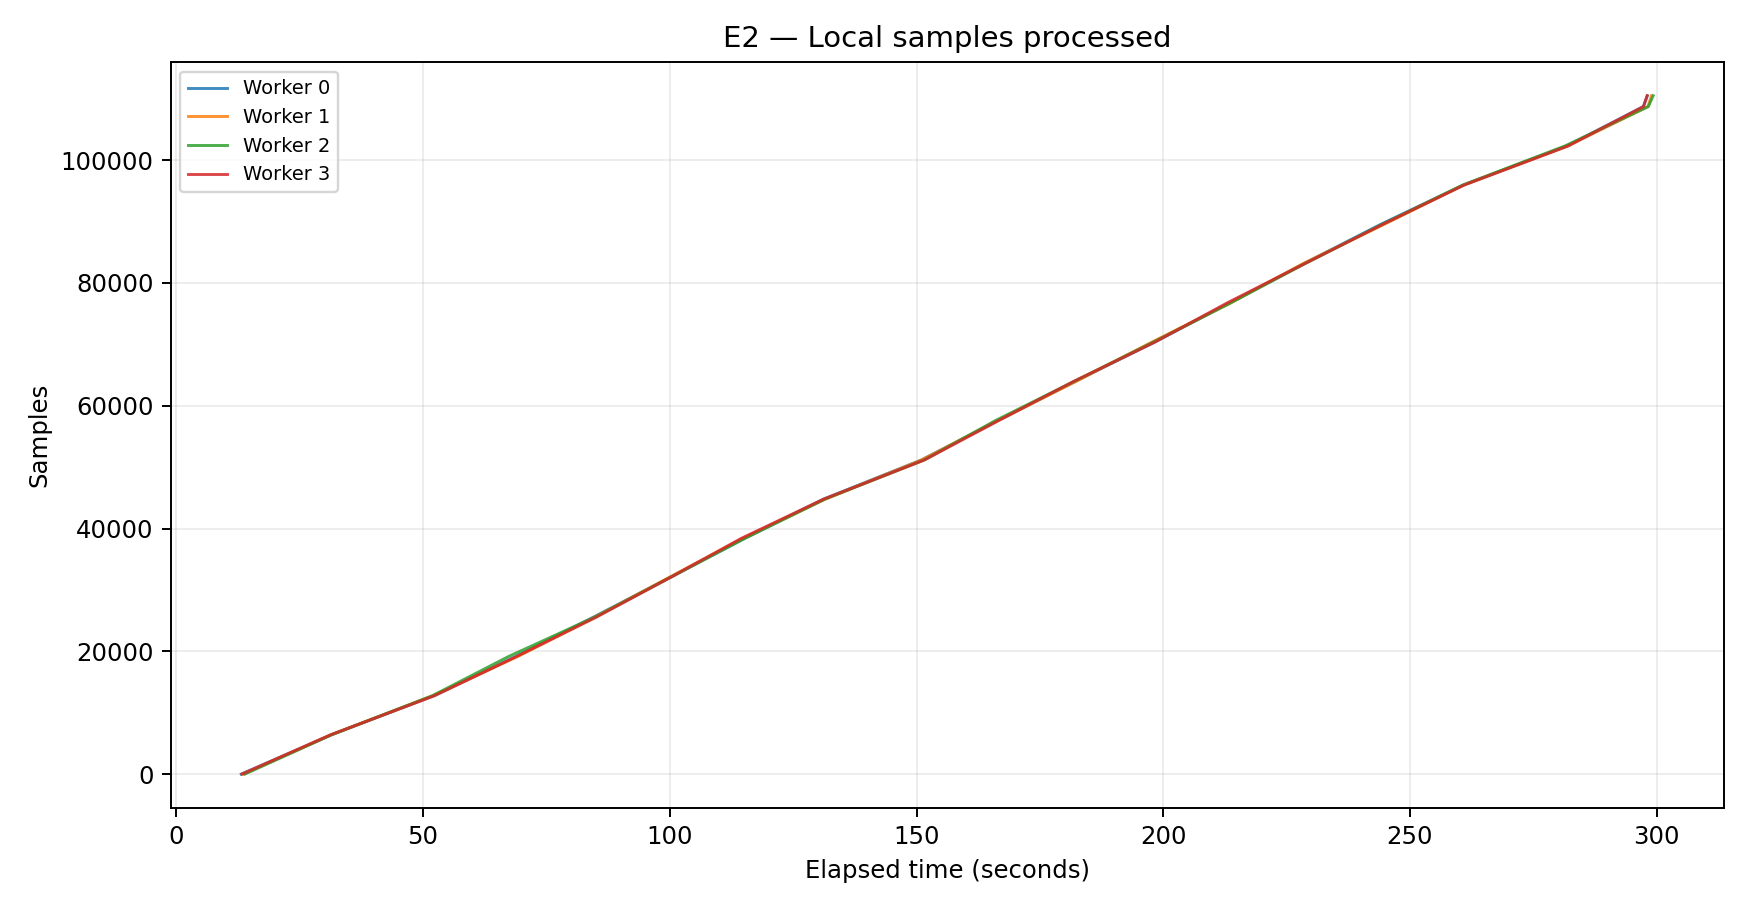 E2 — Local samples processed
Worker 0
Worker 1
Worker 2
Worker 3
Samples
100000
80000
60000
40000
20000
0
0 50 100 150 200 250 300
Elapsed time (seconds)